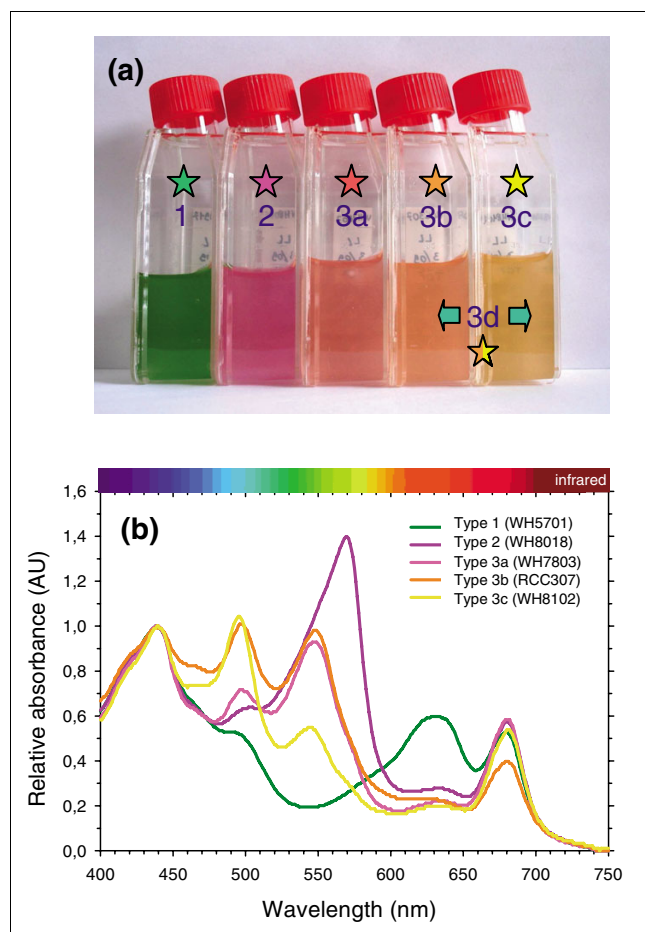 (a)
1 2 3a 3b 3c
3d
infrared
(b)
1,6
1,4
1,2
1,0
0,8
0,6
0,4
0,2
0,0
Relative absorbance (AU)
Type 1 (WH5701)
Type 2 (WH8018)
Type 3a (WH7803)
Type 3b (RCC307)
Type 3c (WH8102)
400 450 500 550 600 650 700 750
Wavelength (nm)